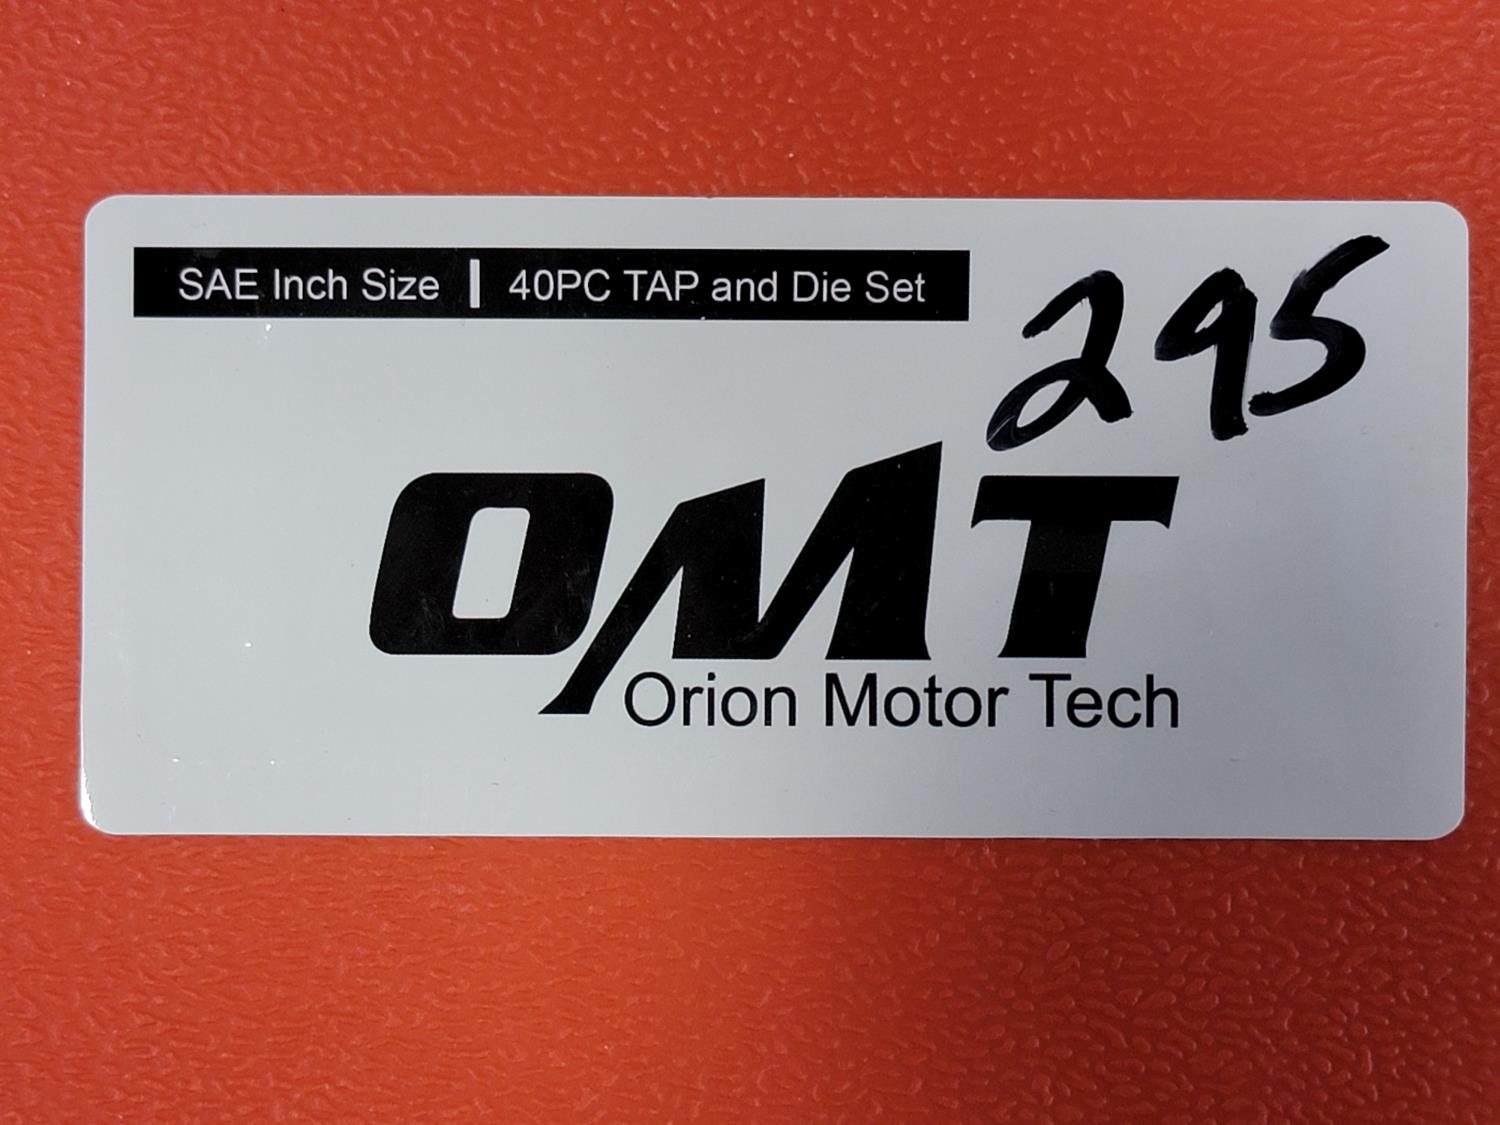 SAE Inch Size | 40PC TAP and Die Set
295
OMT
Orion Motor Tech